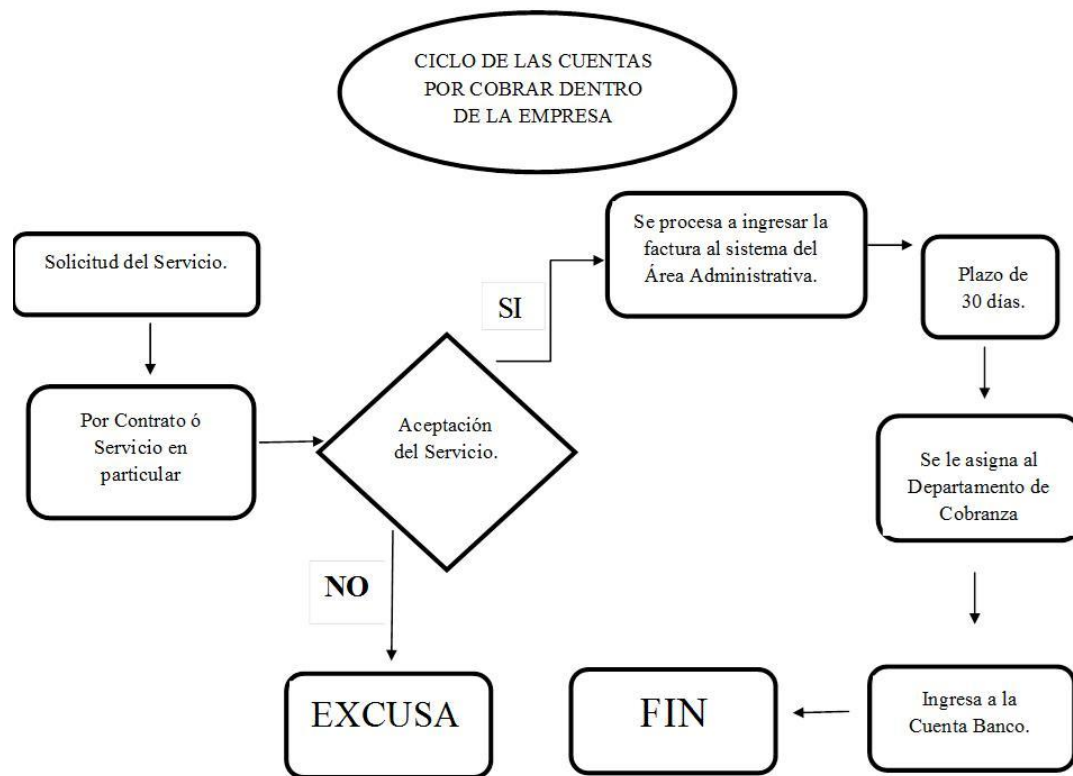 CICLO DE LAS CUENTAS
POR COBRAR DENTRO
DE LA EMPRESA
Solicitud del Servicio.
Por Contrato ó
Servicio en
particular
Aceptación
del Servicio.
SI
Se procesa a ingresar la
factura al sistema del
Área Administrativa.
Plazo de
30 días.
Se le asigna al
Departamento de
Cobranza
Ingresa a la
Cuenta Banco.
FIN
NO
EXCUSA